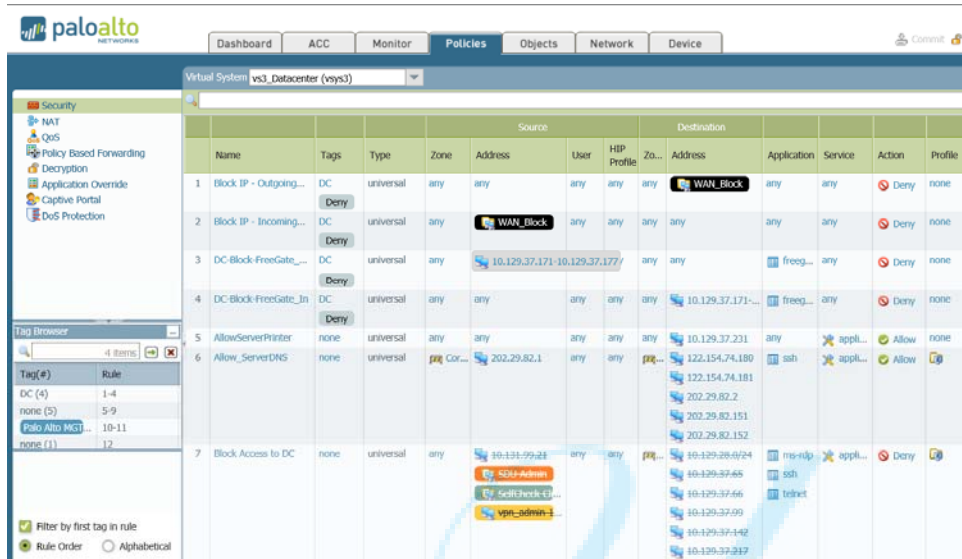 paloalto
NETWORKS
Dashboard ACC Monitor Policies Objects Network Device
Commit
Virtual System vs3_Datacenter (vsys3)
Security
NAT
QoS
Policy Based Forwarding
Decryption
Application Override
Captive Portal
DoS Protection
Source Destination
Name Tags Type Zone Address User HIP Profile Zo... Address Application Service Action Profile
1 Block IP - Outgoing... DC universal any any any any any WAN_Block any any Deny none
Deny
2 Block IP - Incoming... DC universal any WAN_Block any any any any any any Deny none
Deny
3 DC-Block-FreeGate_... DC universal any 10.129.37.171-10.129.37.177 any any freeg... any Deny none
Deny
4 DC-Block-FreeGate_In DC universal any any any any any 10.129.37.171-... freeg... any Deny none
Deny
5 AllowServerPrinter none universal any any any any any 10.129.37.231 any appli... Allow none
6 Allow_ServerDNS none universal Cor... 202.29.82.1 any any 122.154.74.180 ssh appli... Allow
122.154.74.181
202.29.82.2
202.29.82.151
202.29.82.152
7 Block Access to DC none universal any 10.131.99.21 any any 10.129.28.0/24 ms-rdp appli... Deny
SDU-Admin 10.129.37.65 ssh
SelfCheck-Cli... 10.129.37.66 telnet
vpn_admin-1... 10.129.37.99
10.129.37.142
10.129.37.217
Tag Browser
4 items
Tag(#) Rule
DC (4) 1-4
none (5) 5-9
Palo Alto MGT... 10-11
none (1) 12
Filter by first tag in rule
Rule Order Alphabetical